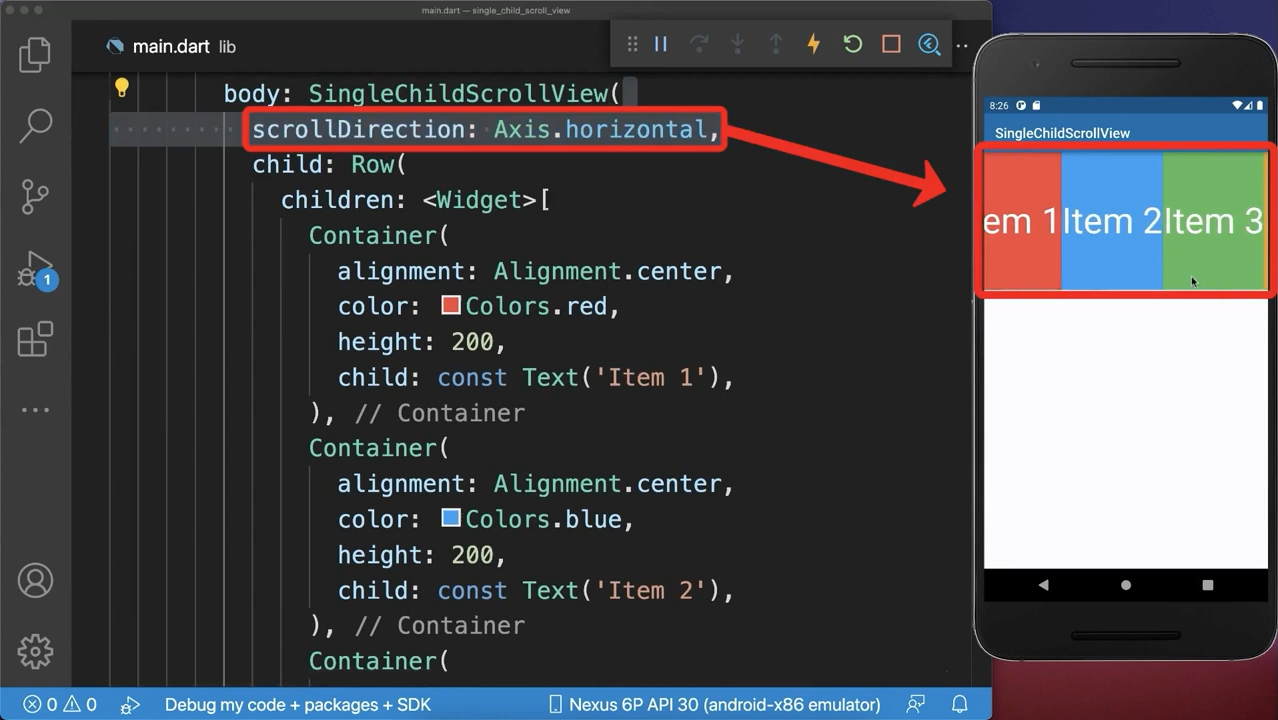 main.dart — single_child_scroll_view
main.dart lib
body: SingleChildScrollView(
scrollDirection: Axis.horizontal,
child: Row(
children: <Widget>[
Container(
alignment: Alignment.center,
color: Colors.red,
height: 200,
child: const Text('Item 1'),
), // Container
Container(
alignment: Alignment.center,
color: Colors.blue,
height: 200,
child: const Text('Item 2'),
), // Container
Container(
1
0 0 Debug my code + packages + SDK Nexus 6P API 30 (android-x86 emulator)
8:26
SingleChildScrollView
em 1 Item 2 Item 3